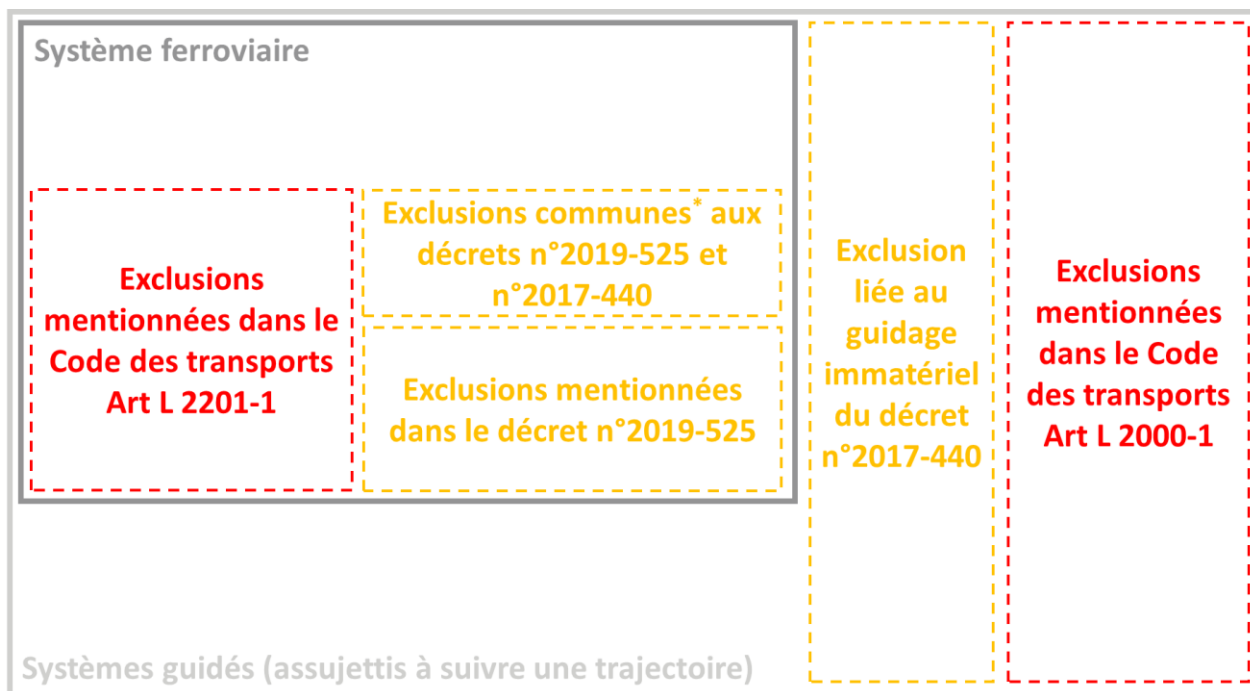 Système ferroviaire
Exclusions
mentionnées dans le
Code des transports
Art L 2201-1
Exclusions communes* aux
décrets n°2019-525 et
n°2017-440
Exclusions mentionnées
dans le décret n°2019-525
Exclusion
liée au
guidage
immatériel
du décret
n°2017-440
Exclusions
mentionnées
dans le Code
des transports
Art L 2000-1
Systèmes guidés (assujettis à suivre une trajectoire)